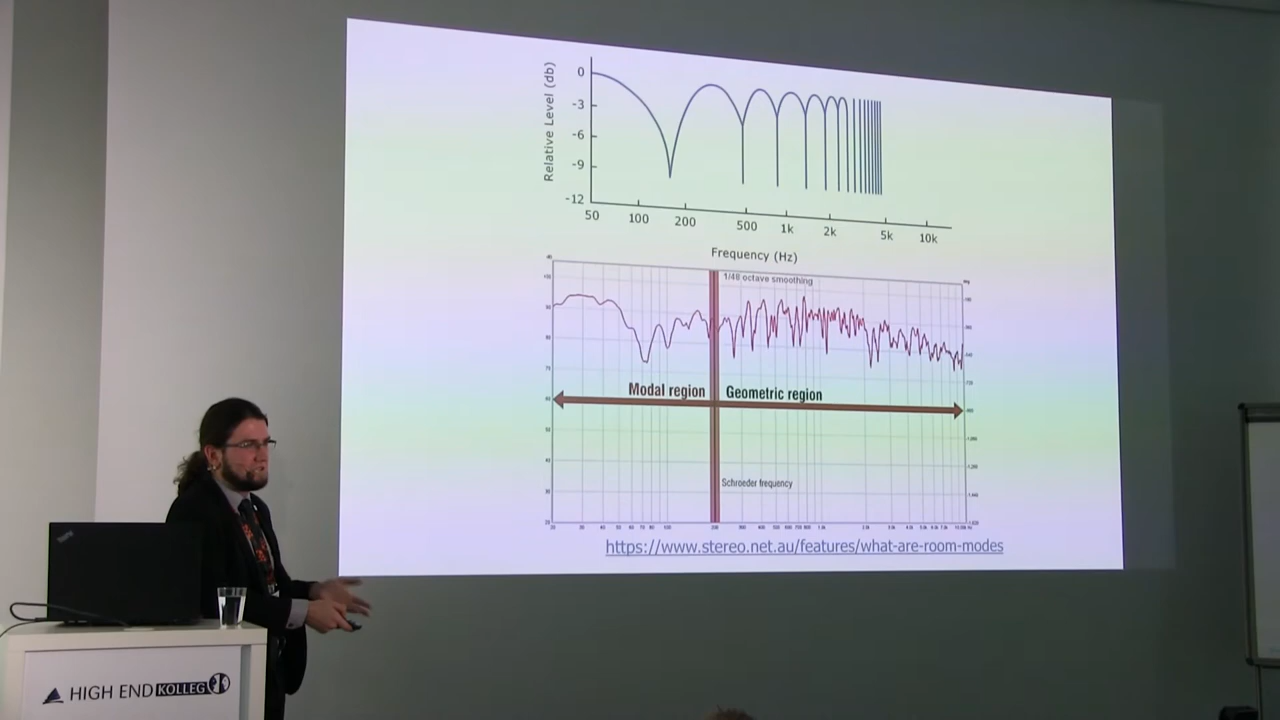 Relative Level (db)
0
-3
-6
-9
-12
50 100 200 500 1k 2k 5k 10k
Frequency (Hz)
1/48 octave smoothing
Modal region
Geometric region
Schroeder frequency
https://www.stereo.net.au/features/what-are-room-modes
ThinkPad
HIGH END KOLLEG